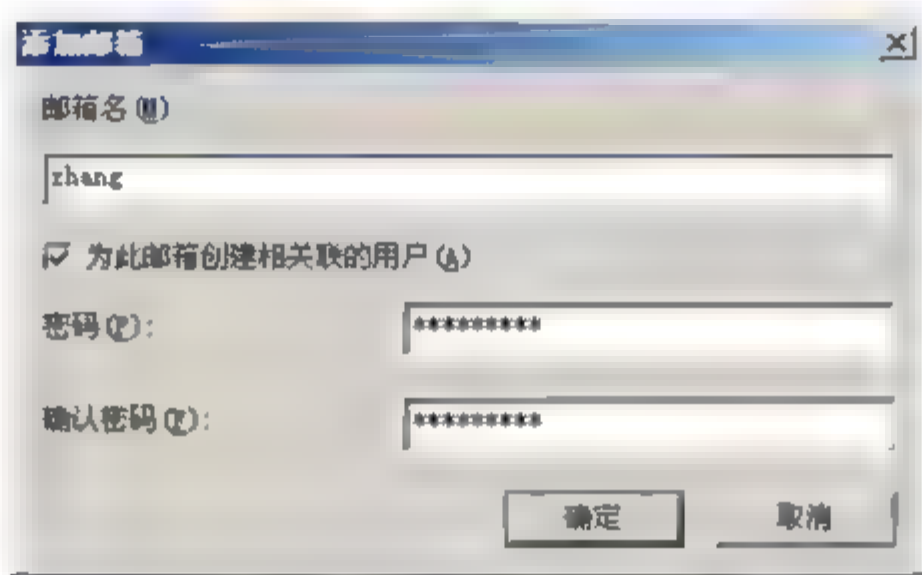 添加邮箱
邮箱名(M)
zhang
为此邮箱创建相关联的用户(A)
密码(P):
*********
确认密码(F):
*********
确定 取消